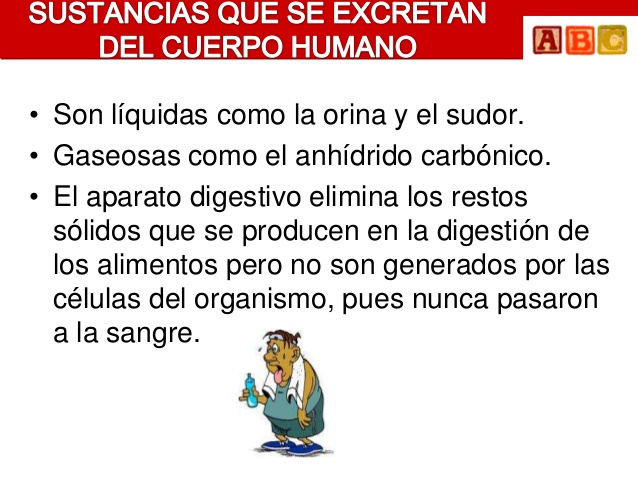 SUSTANCIAS QUE SE EXCRETAN
DEL CUERPO HUMANO
A B C
• Son líquidas como la orina y el sudor.
• Gaseosas como el anhídrido carbónico.
• El aparato digestivo elimina los restos
sólidos que se producen en la digestión de
los alimentos pero no son generados por las
células del organismo, pues nunca pasaron
a la sangre.